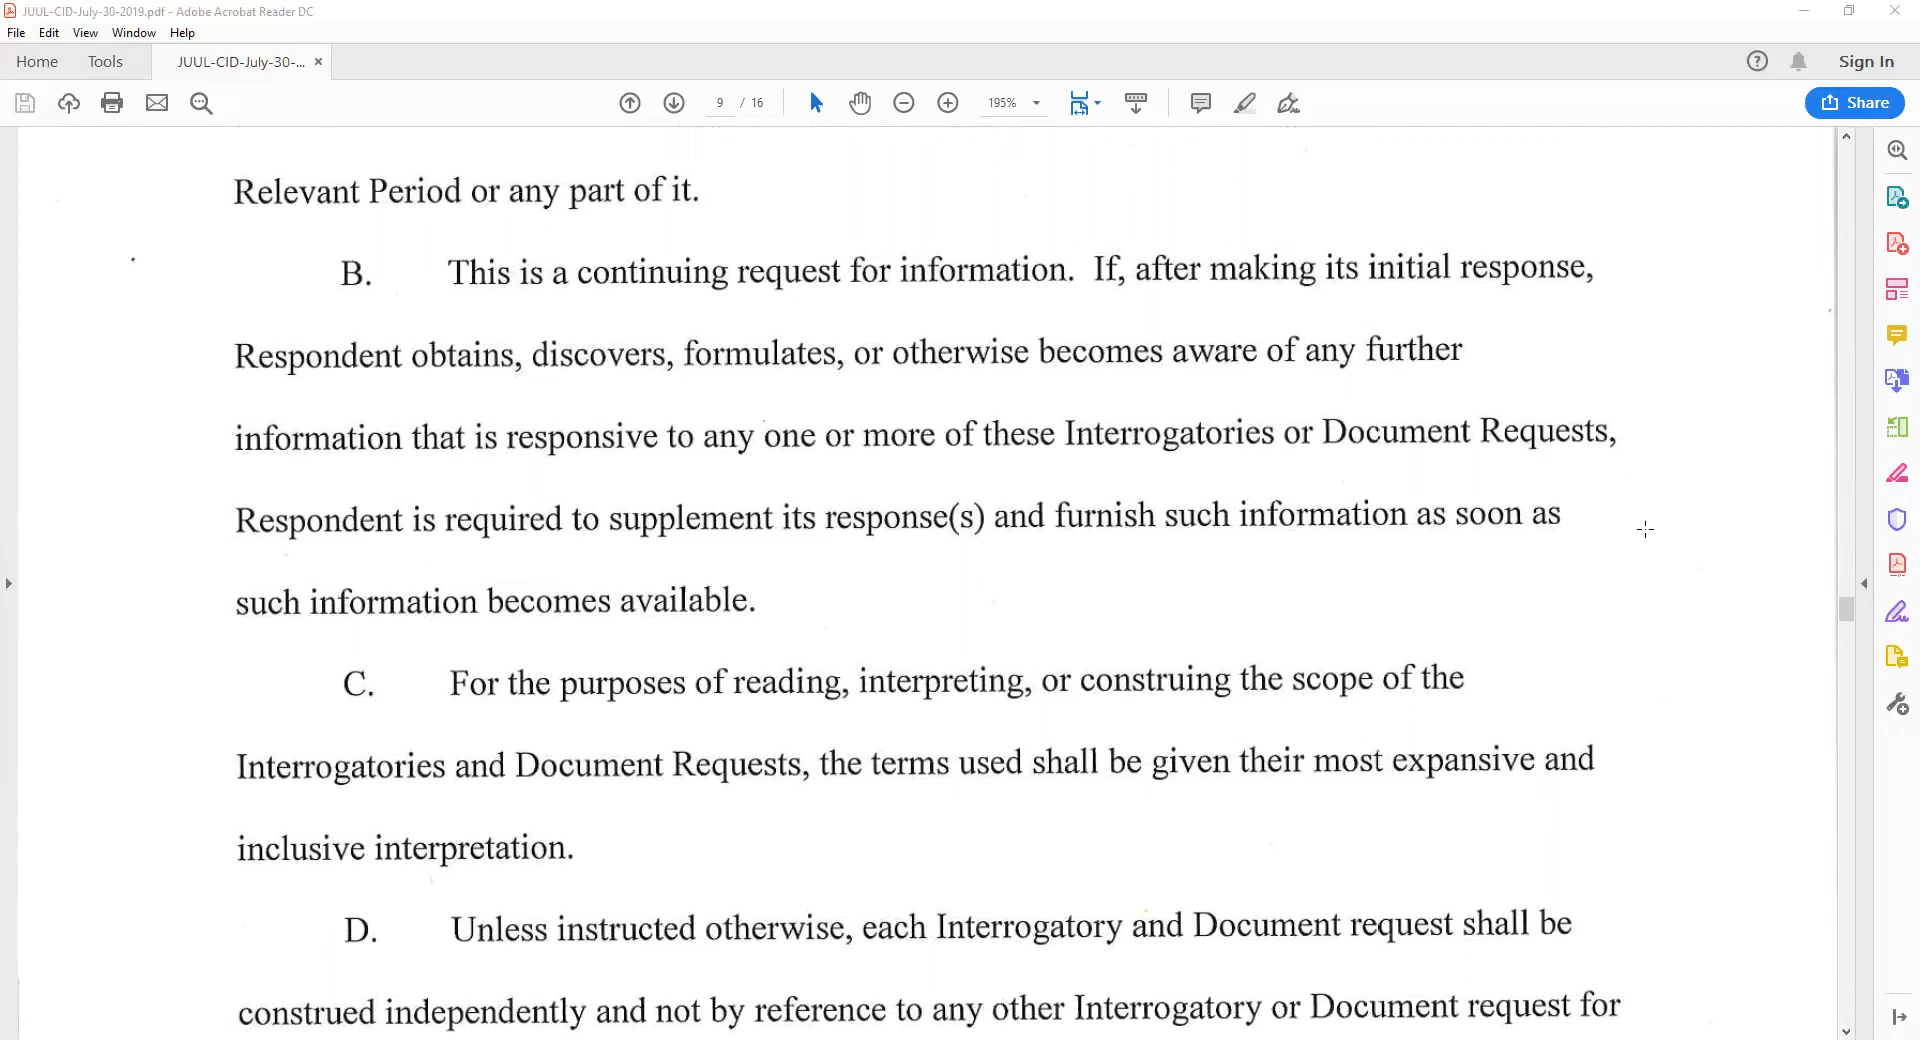 JUUL-CID-July-30-2019.pdf - Adobe Acrobat Reader DC
File Edit View Window Help
Home Tools JUUL-CID-July-30-... × Sign In
9 / 16 195% Share
Relevant Period or any part of it.
B. This is a continuing request for information. If, after making its initial response,
Respondent obtains, discovers, formulates, or otherwise becomes aware of any further
information that is responsive to any one or more of these Interrogatories or Document Requests,
Respondent is required to supplement its response(s) and furnish such information as soon as
such information becomes available.
C. For the purposes of reading, interpreting, or construing the scope of the
Interrogatories and Document Requests, the terms used shall be given their most expansive and
inclusive interpretation.
D. Unless instructed otherwise, each Interrogatory and Document request shall be
construed independently and not by reference to any other Interrogatory or Document request for